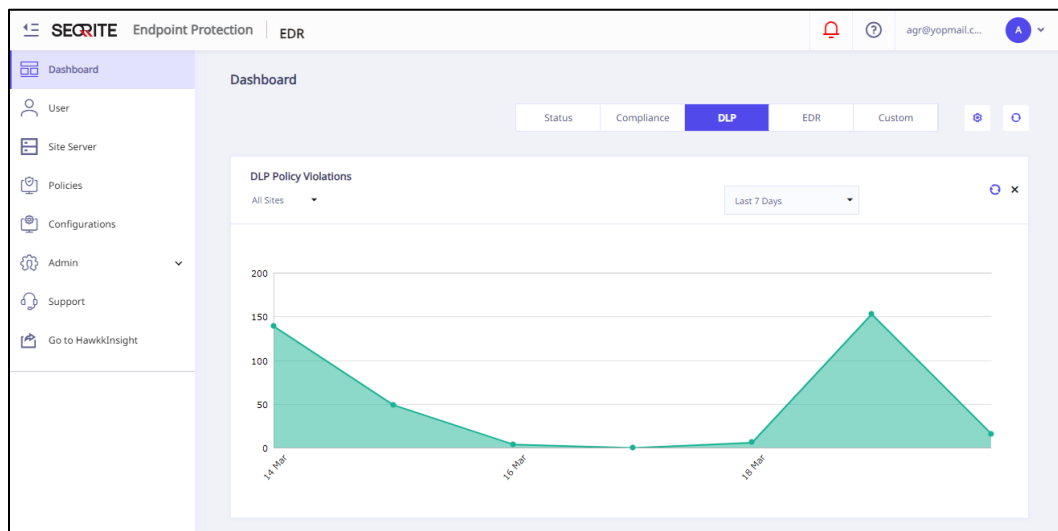 SEQRITE Endpoint Protection EDR agr@yopmail.c... A
Dashboard
User
Site Server
Policies
Configurations
Admin
Support
Go to HawkkInsight
Dashboard
Status Compliance DLP EDR Custom
DLP Policy Violations
All Sites Last 7 Days
200
150
100
50
0
14 Mar 16 Mar 18 Mar